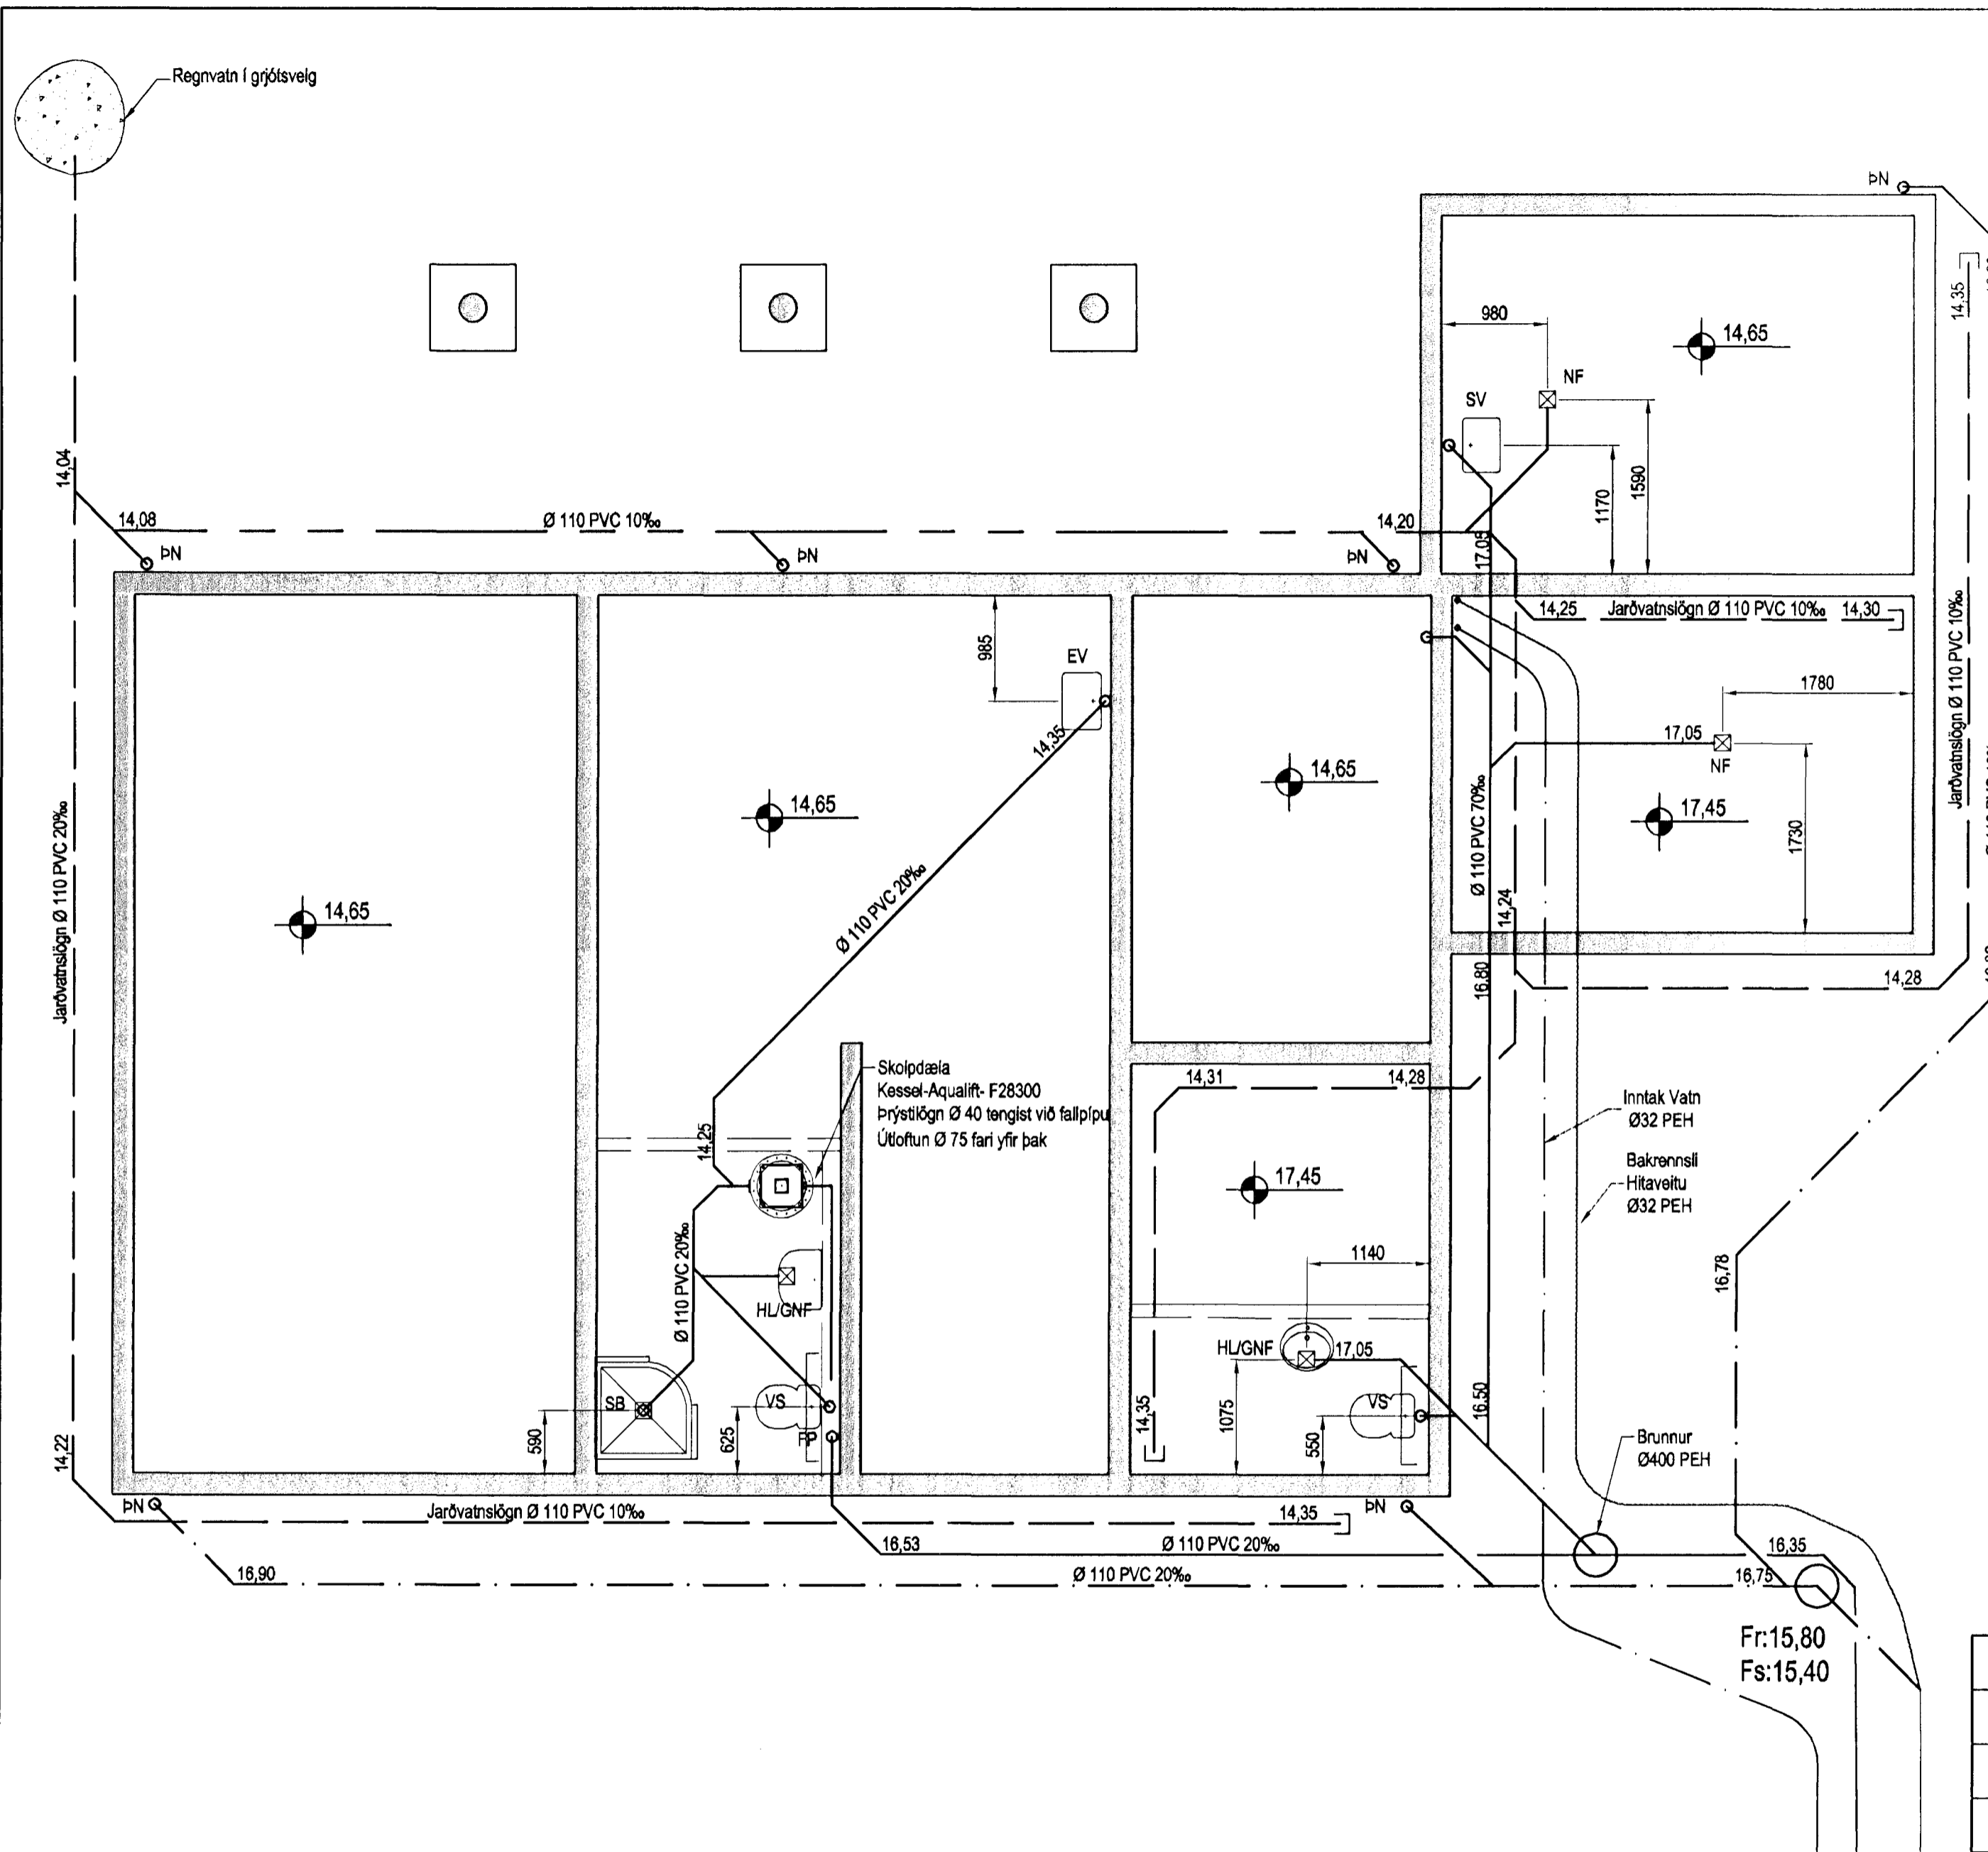 Regnvatn í grjótsvelg
ÞN
14,35
980
14,65
NF
SV
1590
1170
14,04
14,08
Ø 110 PVC 10‰
14,20
17,05
ÞN
ÞN
ÞN
14,25
Jarðvatnslögn Ø 110 PVC 10‰
14,30
Jarðvatnslögn Ø 110 PVC 10‰
985
EV
14,35
1780
17,05
NF
14,65
14,65
17,45
1730
Ø 110 PVC 70‰
Jarðvatnslögn Ø 110 PVC 20‰
Ø 110 PVC 20‰
14,65
14,24
16,80
14,28
Skolpdæla
Kessel-Aqualift- F28300
Þrýstilögn Ø 40 tengist við fallpípu
Útloftun Ø 75 fari yfir þak
14,31
14,28
Inntak Vatn
Ø32 PEH
14,25
17,45
Bakrennsli
Hitaveitu
Ø32 PEH
Ø 110 PVC 20‰
1140
16,78
HL/GNF
HL/GNF
17,05
SB
VS
VS
590
625
14,35
1075
550
16,50
14,22
Brunnur
Ø400 PEH
ÞN
Jarðvatnslögn Ø 110 PVC 10‰
14,35
ÞN
16,53
Ø 110 PVC 20‰
16,35
16,90
Ø 110 PVC 20‰
16,75
Fr:15,80
Fs:15,40